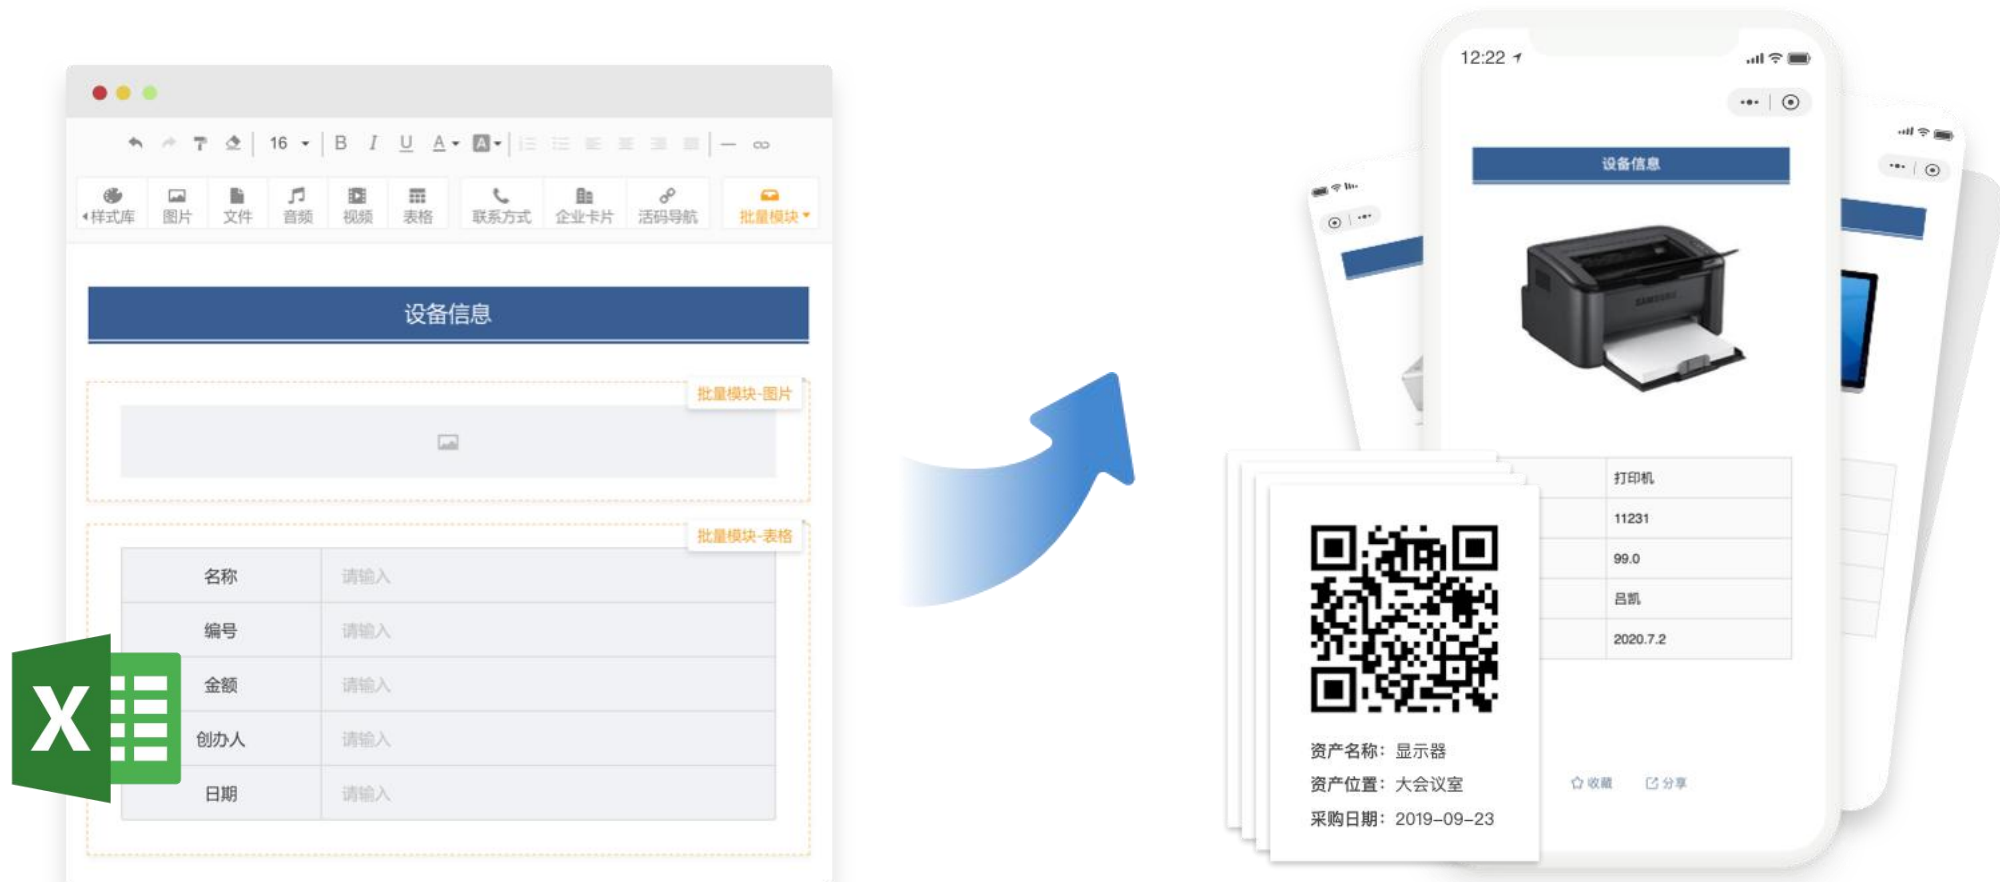 16
B I U A A
样式库 图片 文件 音频 视频 表格 联系方式 企业卡片 活码导航 批量模块
设备信息
批量模块-图片
批量模块-表格
名称 请输入
编号 请输入
金额 请输入
创办人 请输入
日期 请输入
X
12:22
设备信息
SAMSUNG
打印机
11231
99.0
吕凯
2020.7.2
收藏 分享
资产名称：显示器
资产位置：大会议室
采购日期：2019-09-23